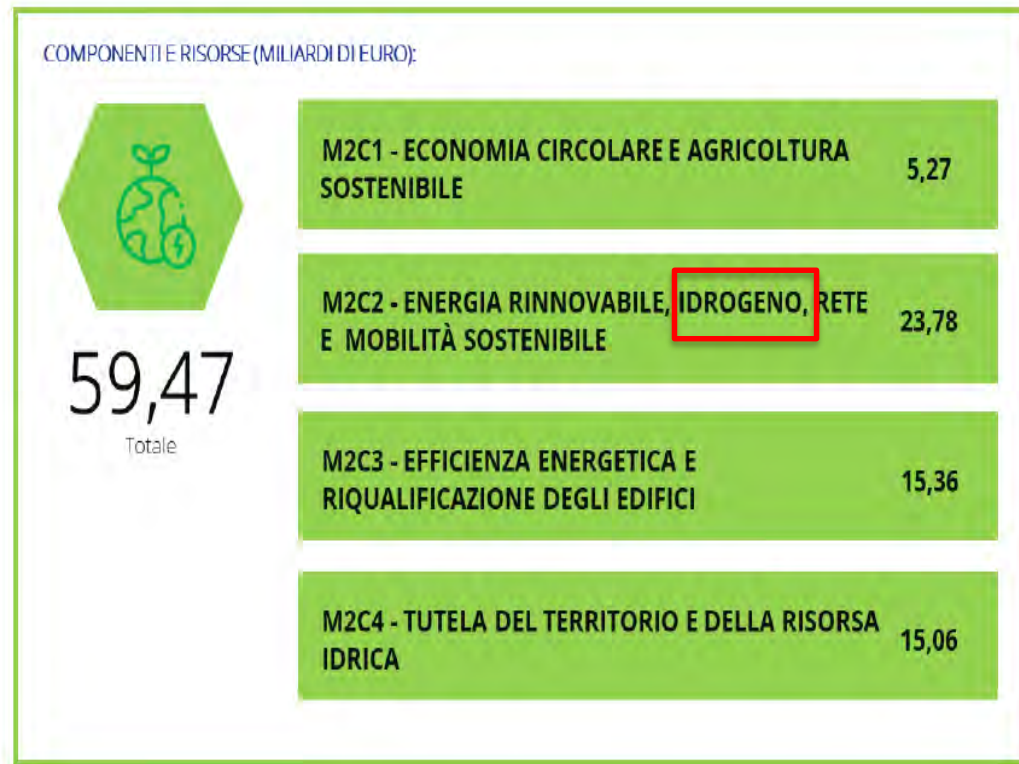 COMPONENTI E RISORSE (MILIARDI DI EURO):
M2C1 - ECONOMIA CIRCOLARE E AGRICOLTURA
SOSTENIBILE
5,27
M2C2 - ENERGIA RINNOVABILE, IDROGENO, RETE
E MOBILITÀ SOSTENIBILE
23,78
59,47
Totale
M2C3 - EFFICIENZA ENERGETICA E
RIQUALIFICAZIONE DEGLI EDIFICI
15,36
M2C4 - TUTELA DEL TERRITORIO E DELLA RISORSA
IDRICA
15,06